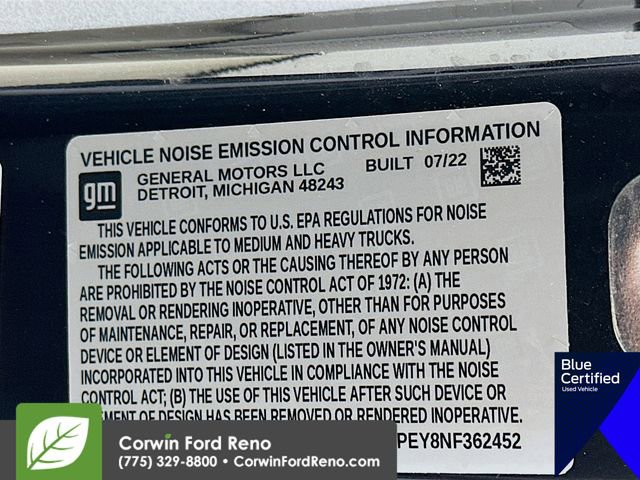 VEHICLE NOISE EMISSION CONTROL INFORMATION
gm GENERAL MOTORS LLC BUILT 07/22
DETROIT, MICHIGAN 48243
THIS VEHICLE CONFORMS TO U.S. EPA REGULATIONS FOR NOISE
EMISSION APPLICABLE TO MEDIUM AND HEAVY TRUCKS.
THE FOLLOWING ACTS OR THE CAUSING THEREOF BY ANY PERSON
ARE PROHIBITED BY THE NOISE CONTROL ACT OF 1972: (A) THE
REMOVAL OR RENDERING INOPERATIVE, OTHER THAN FOR PURPOSES
OF MAINTENANCE, REPAIR, OR REPLACEMENT, OF ANY NOISE CONTROL
DEVICE OR ELEMENT OF DESIGN (LISTED IN THE OWNER'S MANUAL)
INCORPORATED INTO THIS VEHICLE IN COMPLIANCE WITH THE NOISE
CONTROL ACT; (B) THE USE OF THIS VEHICLE AFTER SUCH DEVICE OR
OF DESIGN HAS BEEN REMOVED OR RENDERED INOPERATIVE.
PEY8NF362452
Blue
Certified
Used Vehicle
Corwin Ford Reno
(775) 329-8800 • CorwinFordReno.com